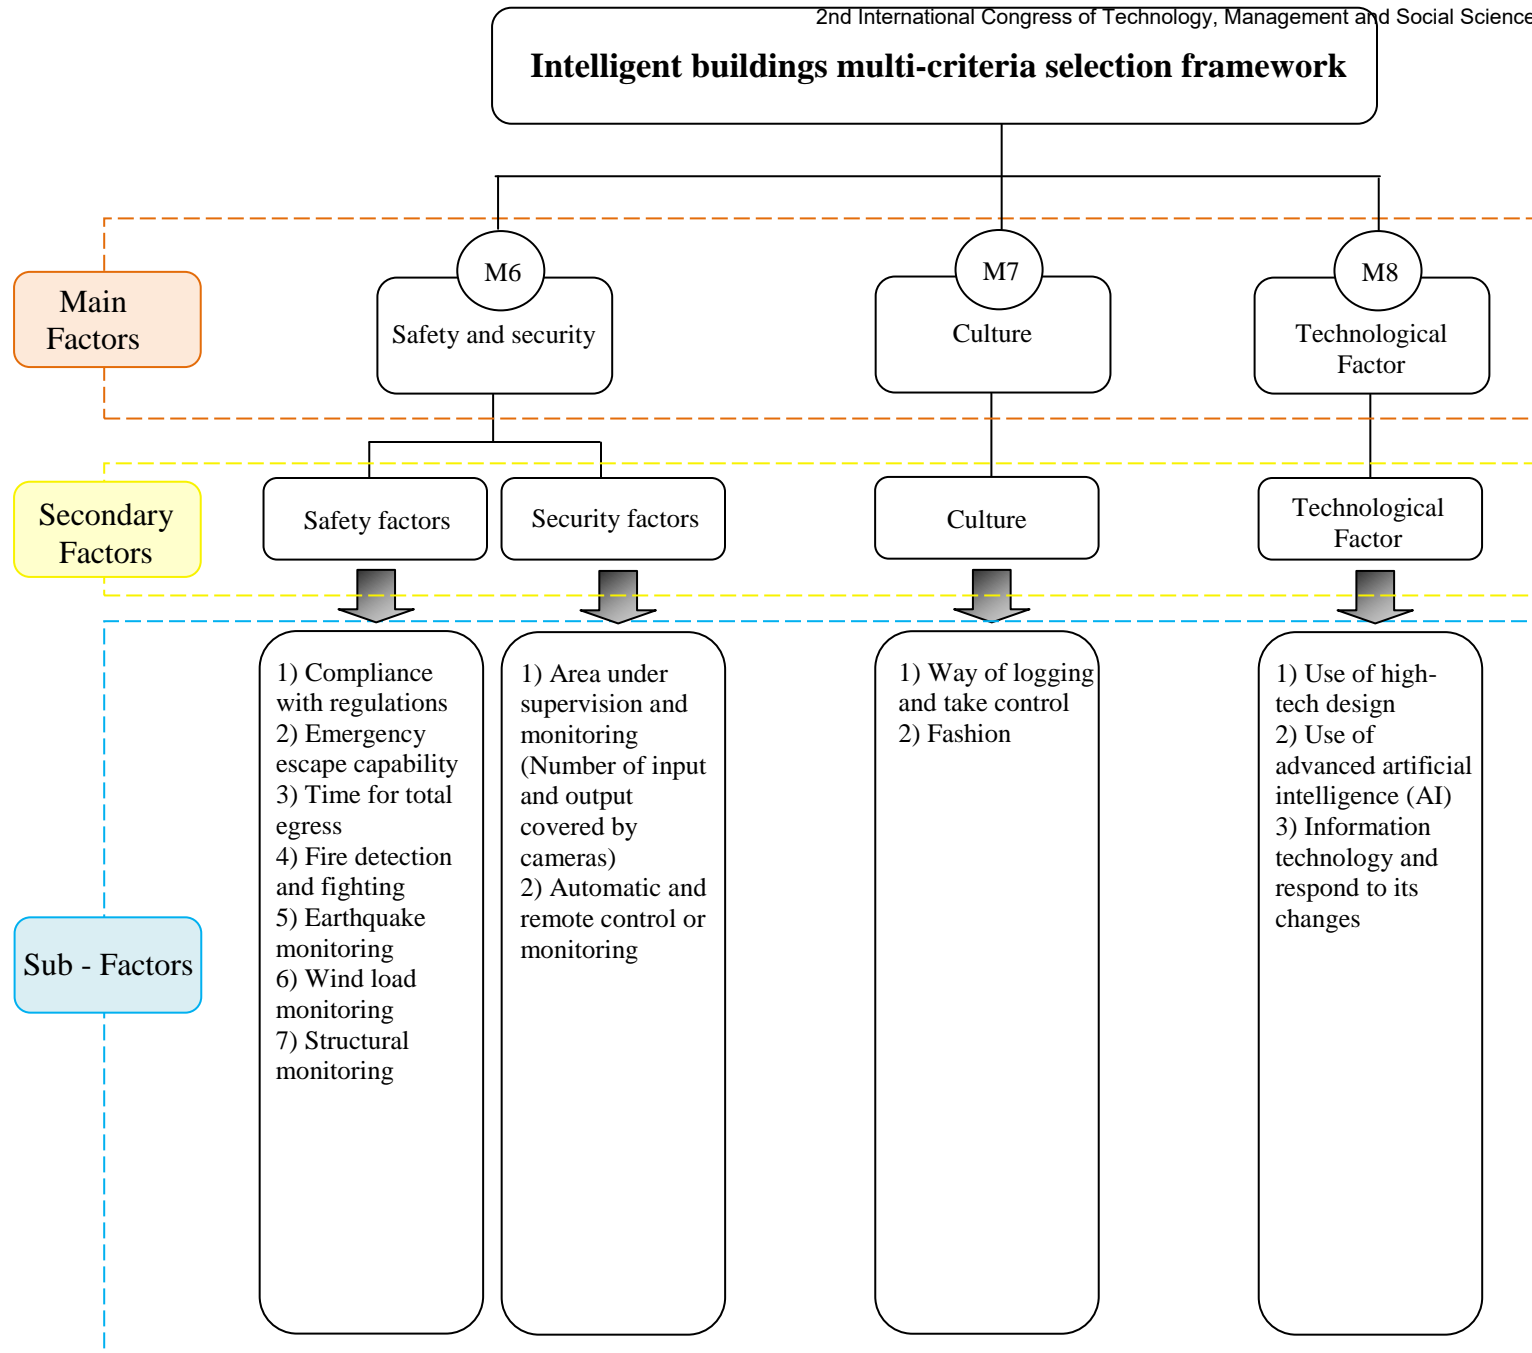 2nd International Congress of Technology, Management and Social Science
Intelligent buildings multi-criteria selection framework
M6
M7
M8
Main
Factors
Safety and security
Culture
Technological
Factor
Secondary
Factors
Safety factors
Security factors
Culture
Technological
Factor
Sub - Factors
1) Compliance
with regulations
2) Emergency
escape capability
3) Time for total
egress
4) Fire detection
and fighting
5) Earthquake
monitoring
6) Wind load
monitoring
7) Structural
monitoring
1) Area under
supervision and
monitoring
(Number of input
and output
covered by
cameras)
2) Automatic and
remote control or
monitoring
1) Way of logging
and take control
2) Fashion
1) Use of high-
tech design
2) Use of
advanced artificial
intelligence (AI)
3) Information
technology and
respond to its
changes